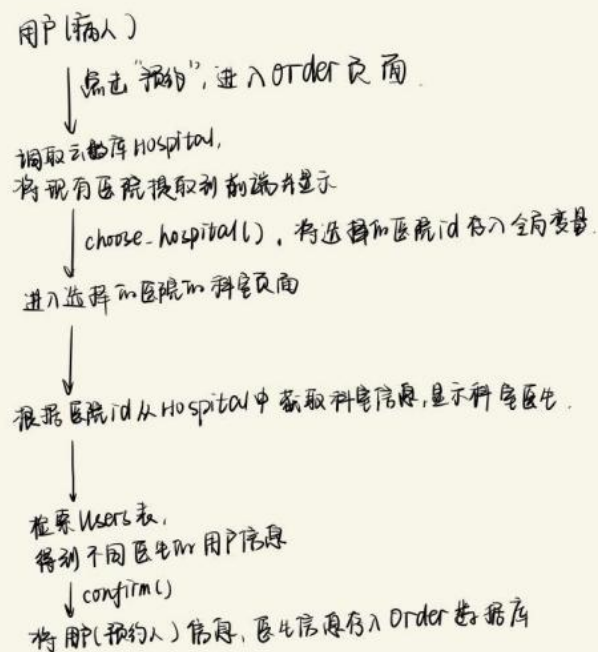 用户(病人)
点击“预约”,进入order页面.
调取云数据库Hospital,
将现有医院提取到前端并显示
choose-hospital(), 将选择的医院id存入全局变量.
进入选择的医院的科室页面
根据医院id从Hospital中获取科室信息,显示科室医生.
检索Users表,
得到不同医生的用户信息
confirm()
将用户(预约人)信息,医生信息存入Order数据库